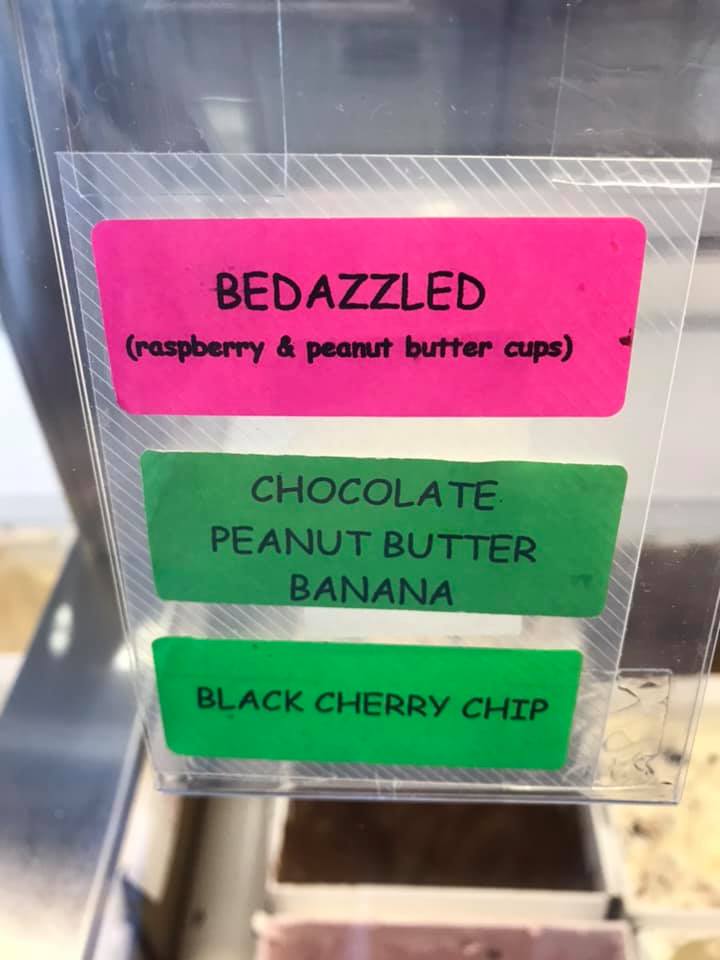 BEDAZZLED
(raspberry & peanut butter cups)
CHOCOLATE
PEANUT BUTTER
BANANA
BLACK CHERRY CHIP